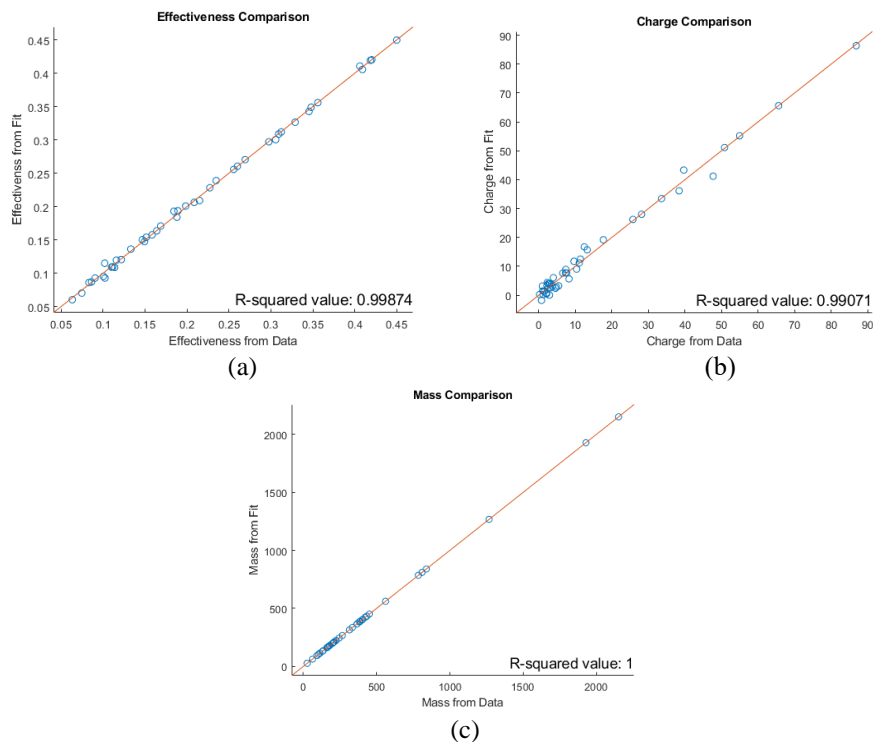 Effectiveness Comparison
0.45
0.4
0.35
0.3
0.25
0.2
0.15
0.1
0.05
Effectivenss from Fit
R-squared value: 0.99874
0.05 0.1 0.15 0.2 0.25 0.3 0.35 0.4 0.45
Effectiveness from Data
(a)
Charge Comparison
90
80
70
60
50
40
30
20
10
0
Charge from Fit
R-squared value: 0.99071
0 10 20 30 40 50 60 70 80 90
Charge from Data
(b)
Mass Comparison
2000
1500
1000
500
0
Mass from Fit
R-squared value: 1
0 500 1000 1500 2000
Mass from Data
(c)